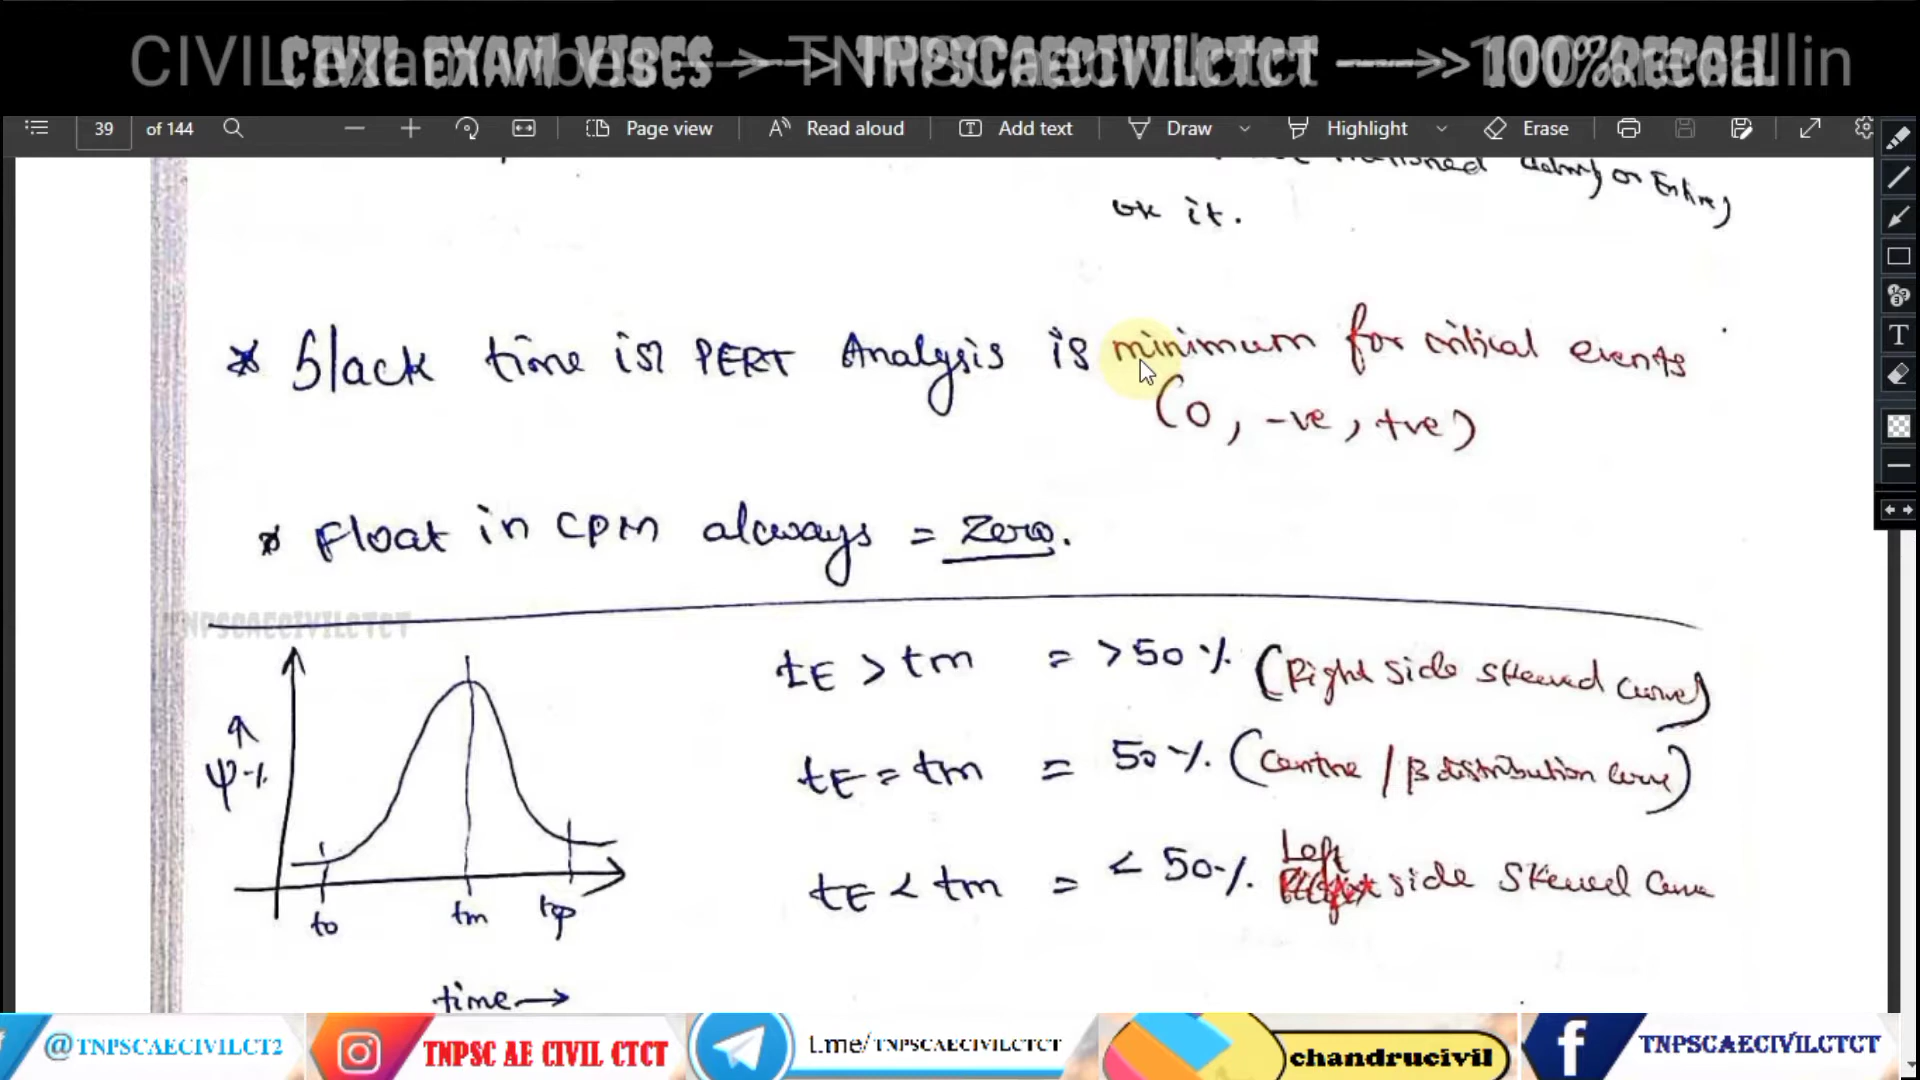 CIVIL EXAM VIBES -->--> TNPSCAECIVILCTCT ---->> 100%RECALL
39 of 144 Page view Read aloud Add text Draw Highlight Erase
or it.
* Slack time in PERT Analysis is minimum for critical events
(0, -ve, +ve)
* Float in CPM always = Zero.
TNPSCAECIVILCTCT
tE > tm = >50 % (Right side skewed curve)
ψ-%
tE = tm = 50 %. (Centre / β distribution curve)
tE < tm = < 50 %. Left side skewed curve
to tm tp
time →
@TNPSCAECIVILCT2 TNPSC AE CIVIL CTCT t.me/TNPSCAECIVILCTCT chandrucivil TNPSCAECIVILCTCT